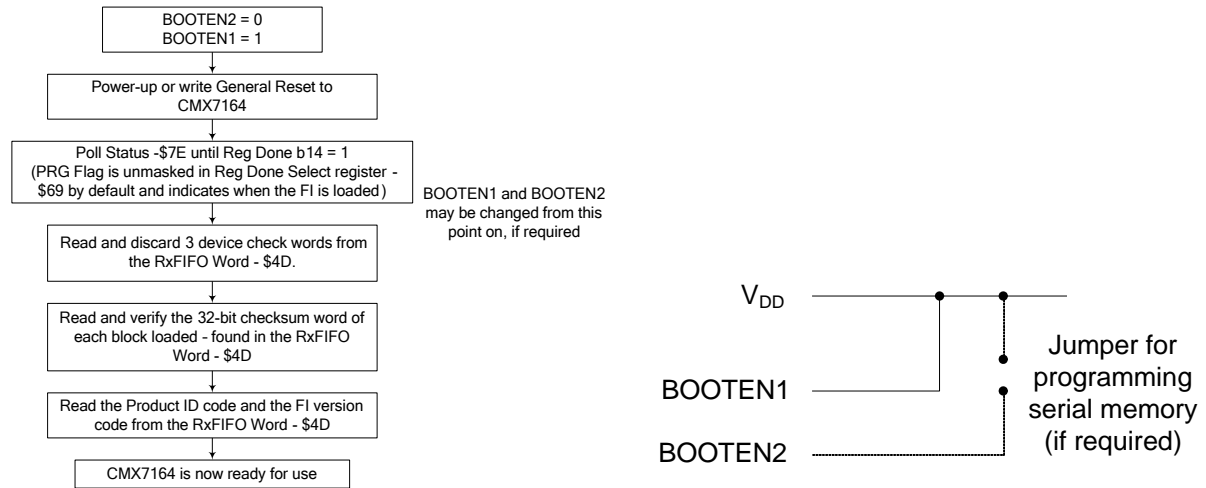 BOOTEN2 = 0
BOOTEN1 = 1
Power-up or write General Reset to
CMX7164
Poll Status -$7E until Reg Done b14 = 1
(PRG Flag is unmasked in Reg Done Select register -
$69 by default and indicates when the FI is loaded)
BOOTEN1 and BOOTEN2
may be changed from this
point on, if required
Read and discard 3 device check words from
the RxFIFO Word - $4D.
Read and verify the 32-bit checksum word of
each block loaded - found in the RxFIFO
Word - $4D
Read the Product ID code and the FI version
code from the RxFIFO Word - $4D
CMX7164 is now ready for use
VDD
BOOTEN1
BOOTEN2
Jumper for
programming
serial memory
(if required)